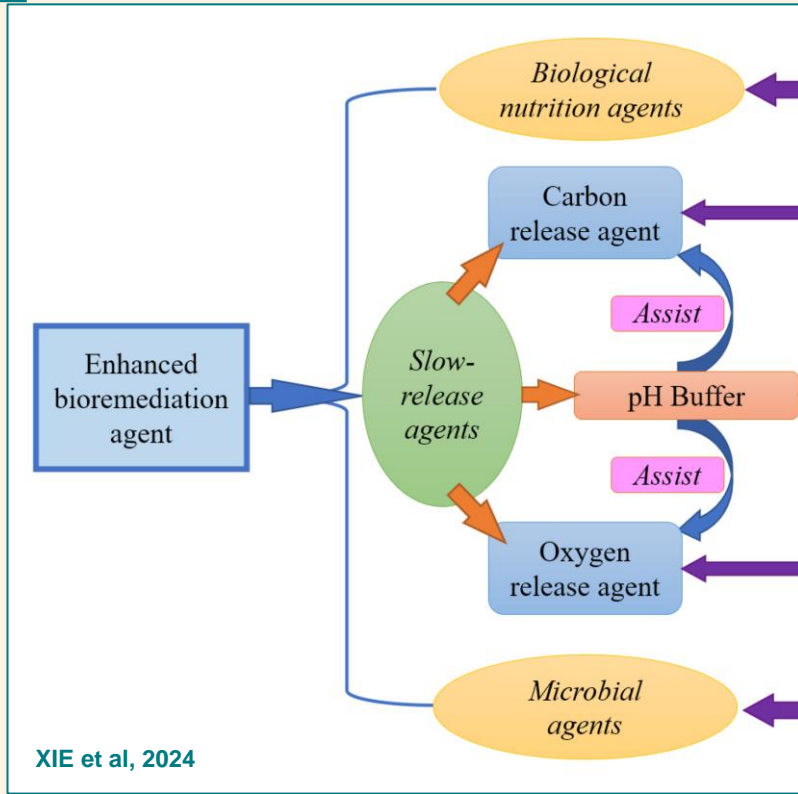 Biological
nutrition agents
Carbon
release agent
Assist
Enhanced
bioremediation
agent
Slow-
release
agents
pH Buffer
Assist
Oxygen
release agent
Microbial
agents
XIE et al, 2024